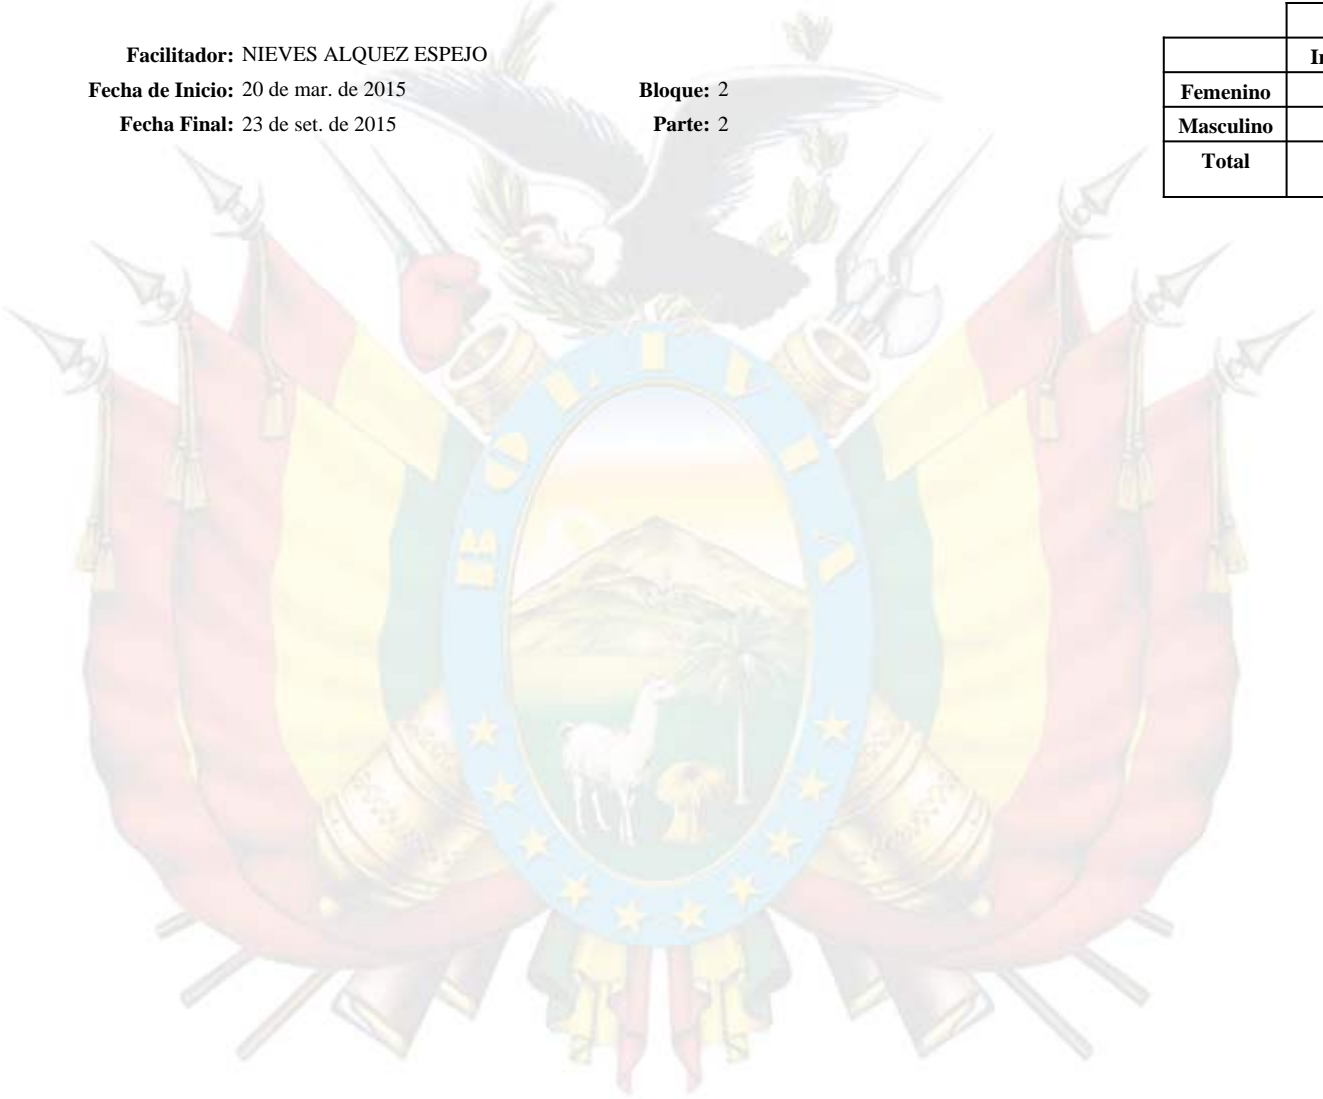 Facilitador: NIEVES ALQUEZ ESPEJO
Fecha de Inicio: 20 de mar. de 2015 Bloque: 2
Fecha Final: 23 de set. de 2015 Parte: 2
Femenino
Masculino
Total
BOLIVIA